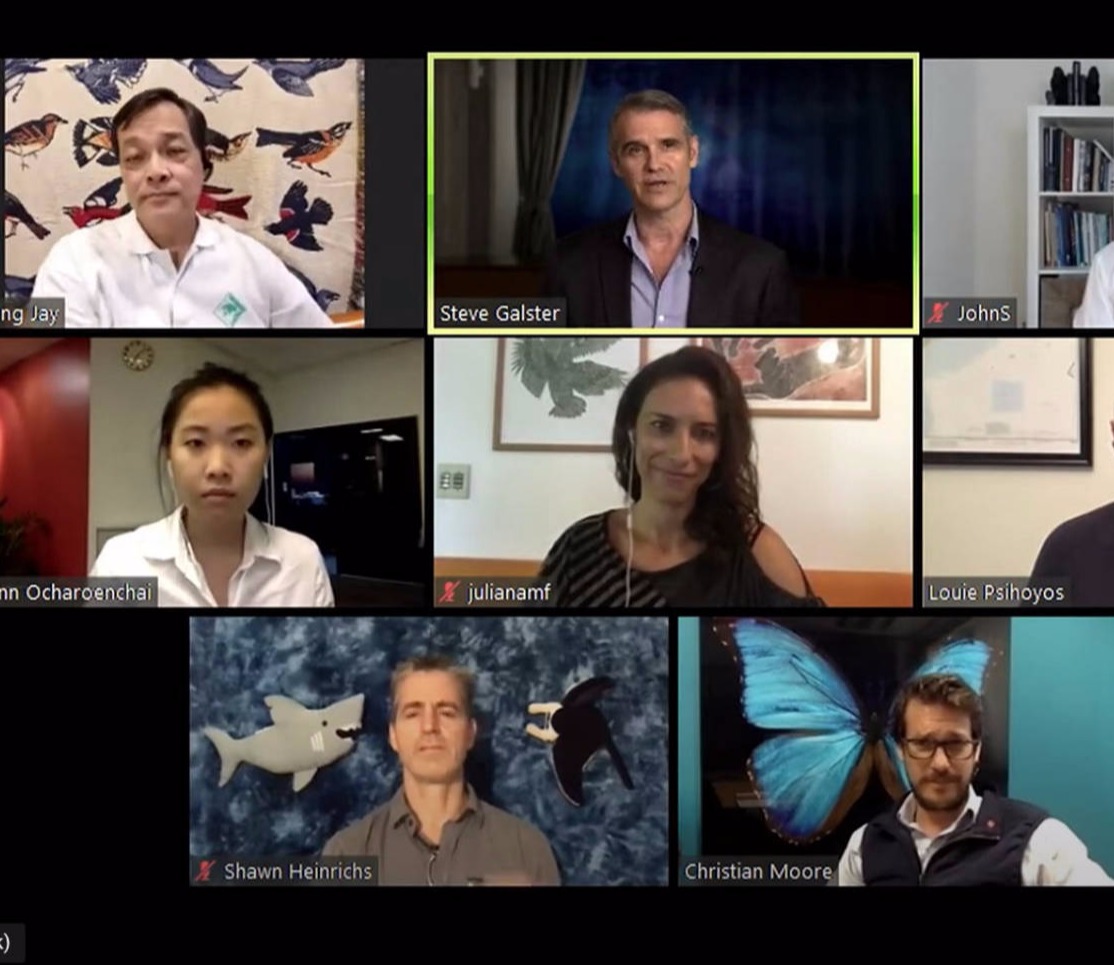 ng Jay
Steve Galster
JohnS
nn Ocharoenchai
julianamf
Louie Psihoyos
Shawn Heinrichs
Christian Moore
k)